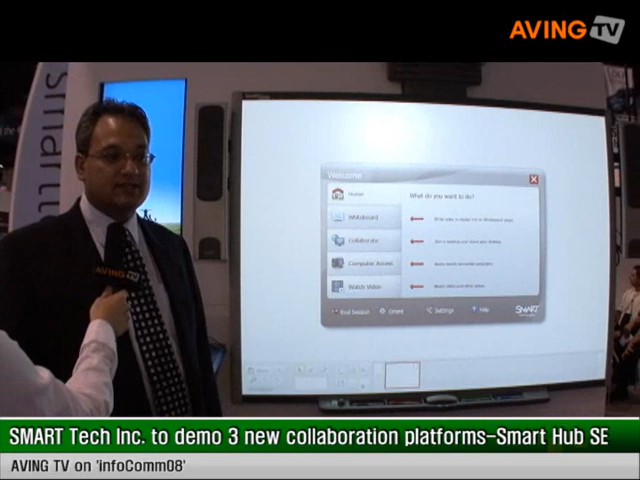 AVING TV
smart
Welcome
Home
What do you want to do?
Whiteboard
Collaborate
Computer Access
Watch Video
End Session
Orient
Settings
Help
SMART
AVING TV
SMART Tech Inc. to demo 3 new collaboration platforms-Smart Hub SE
AVING TV on 'infoComm08'